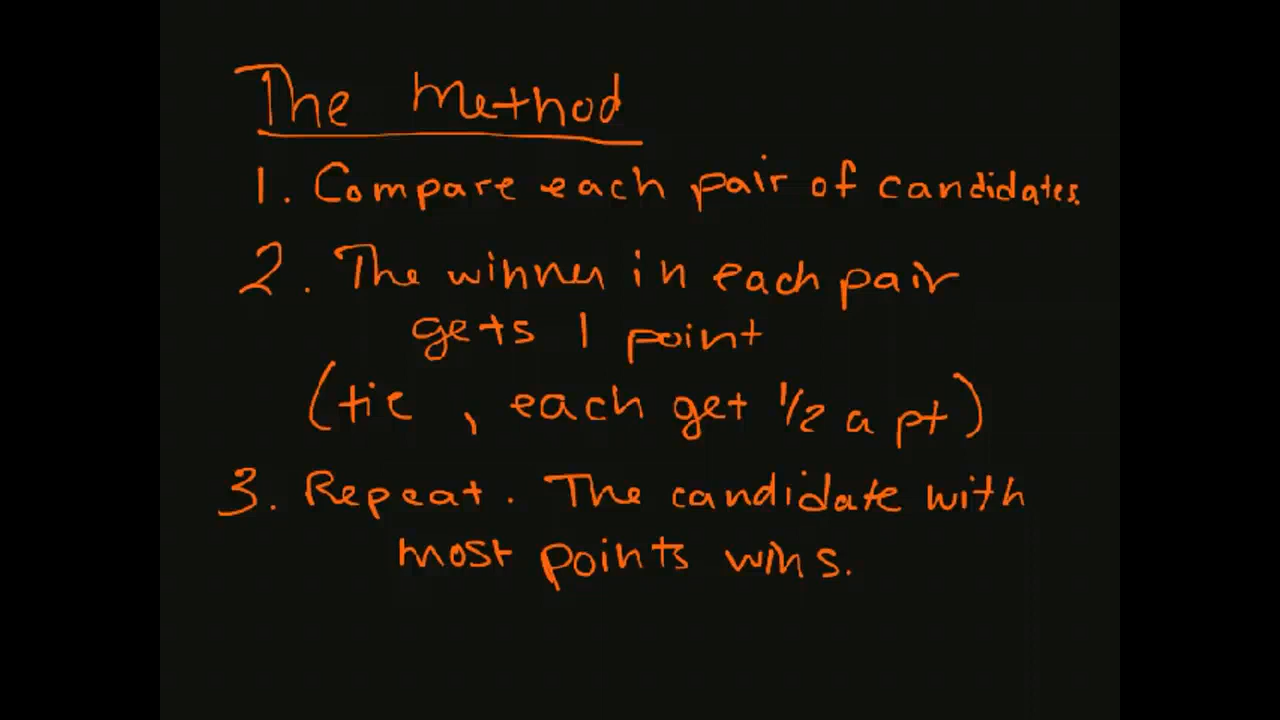 The Method
1. Compare each pair of candidates.
2. The winner in each pair
gets 1 point
(tie, each get 1/2 a pt)
3. Repeat. The candidate with
most points wins.